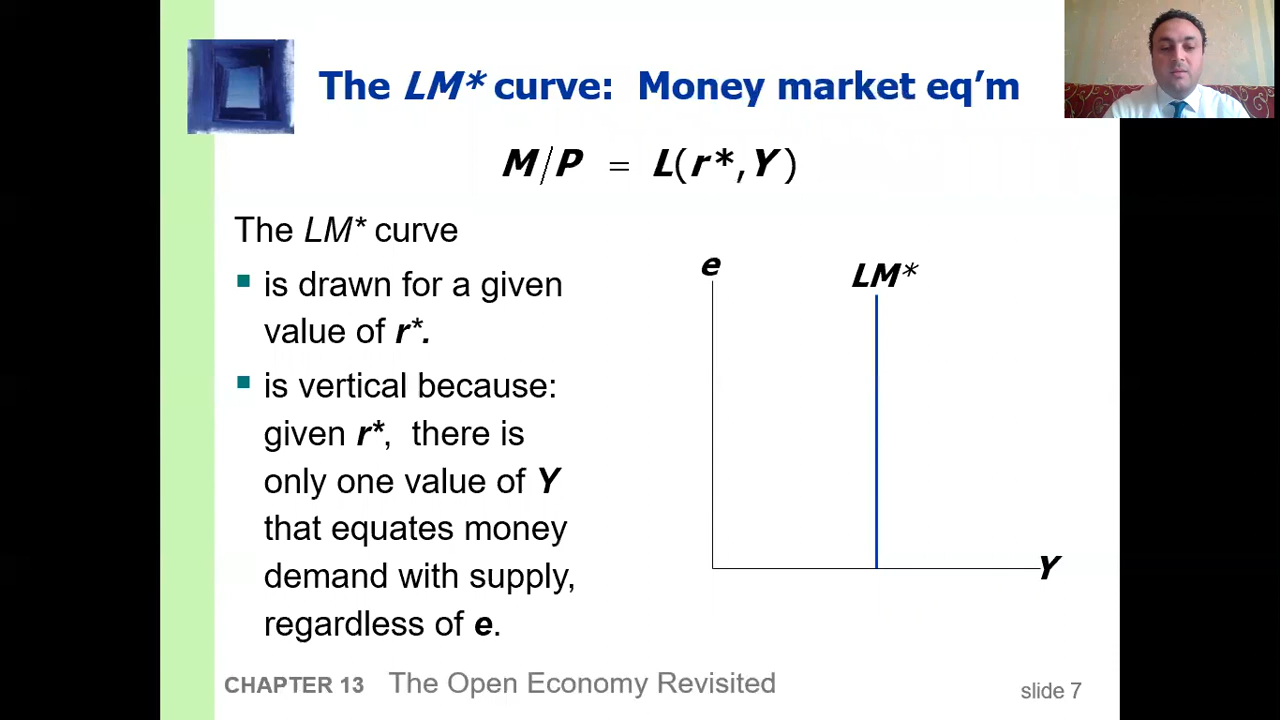 The LM* curve: Money market eq’m
M/P = L(r*,Y)
The LM* curve
is drawn for a given
value of r*.
is vertical because:
given r*, there is
only one value of Y
that equates money
demand with supply,
regardless of e.
e
LM*
Y
CHAPTER 13 The Open Economy Revisited
slide 7